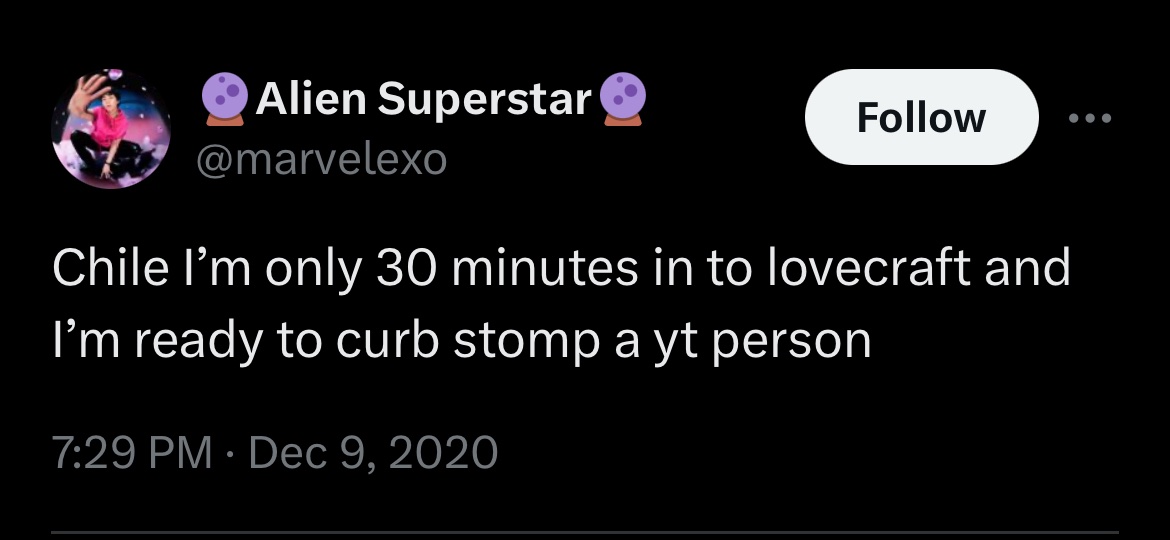 🔮Alien Superstar🔮
Follow
@marvelexo
Chile I’m only 30 minutes in to lovecraft and
I’m ready to curb stomp a yt person
7:29 PM · Dec 9, 2020